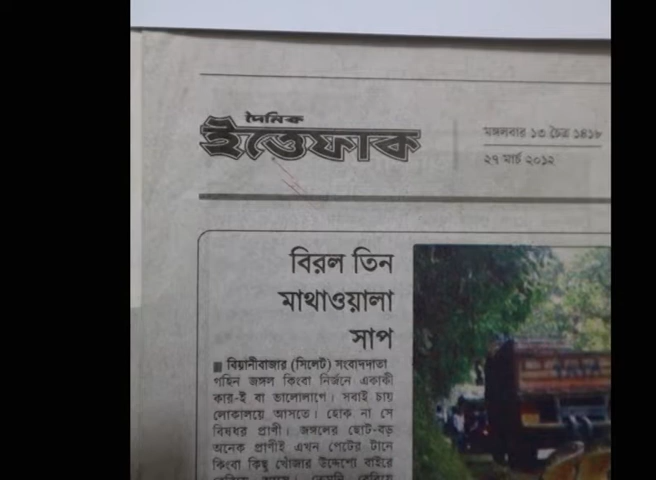 দৈনিক
ইত্তেফাক
মঙ্গলবার ১৩ চৈত্র ১৪১৮
২৭ মার্চ ২০১২
বিরল তিন
মাথাওয়ালা
সাপ
বিয়ানীবাজার (সিলেট) সংবাদদাতা
গহিন জঙ্গল কিংবা নির্জনে একাকী
কার-ই বা ভালোলাগে। সবাই চায়
লোকালয়ে আসতে। হোক না সে
বিষধর প্রাণী। জঙ্গলের ছোট-বড়
অনেক প্রাণীই এখন পেটের টানে
কিংবা কিছু খোঁজার উদ্দেশ্যে বাইরে